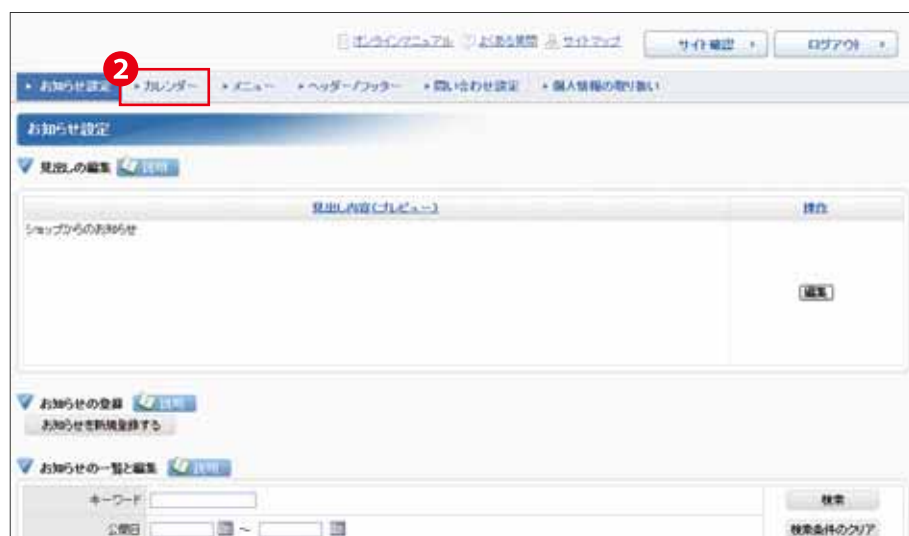 オンラインマニュアル よくある質問 サイトマップ サイト確認 ログアウト
2
お知らせ設定 カレンダー メニュー ヘッダー/フッター 問い合わせ設定 個人情報の取り扱い
お知らせ設定
見出しの編集 説明
見出し内容(プレビュー) 操作
ショップからのお知らせ
編集
お知らせの登録 説明
お知らせを新規登録する
お知らせの一覧と編集 説明
キーワード 検索
公開日 ～ 検索条件のクリア